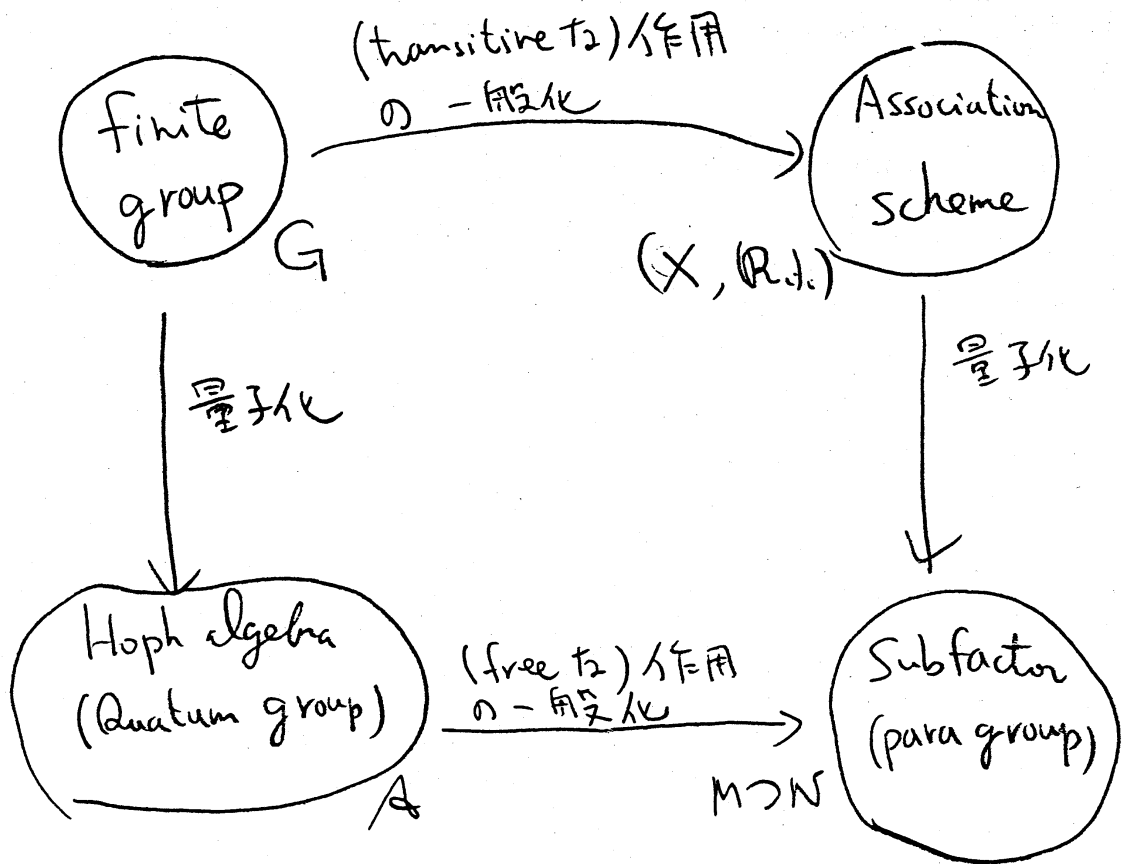 (transitive な)作用
の一般化
finite
group
G
Association
scheme
(X, {Ri}i)
量子化
量子化
Hoph algebra
(Quatum group)
A
(free な)作用
の一般化
M⊃N
Subfactor
(para group)